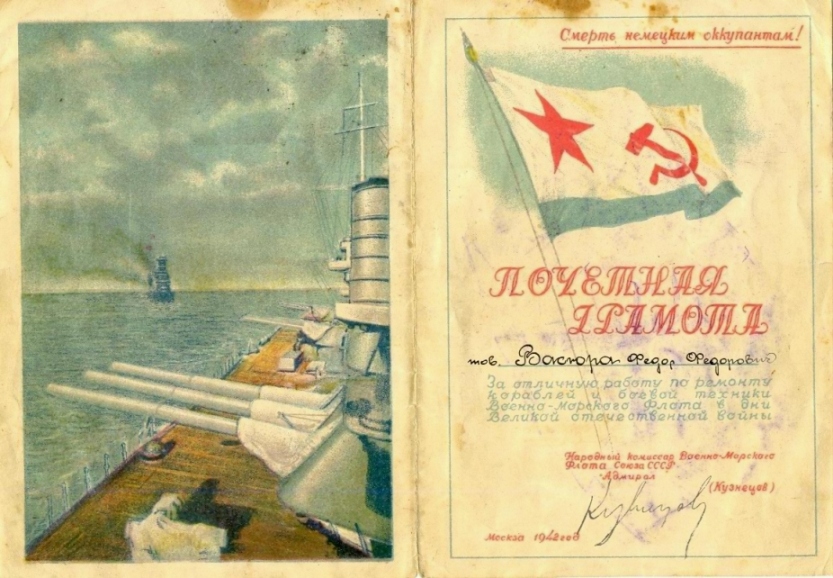 Смерть немецким оккупантам!
ПОЧЕТНАЯ
ГРАМОТА
тов. Васюра Федор Федорович
За отличную работу по ремонту
кораблей и боевой техники
Военно-Морского Флота в дни
Великой отечественной войны
Народный комиссар Военно-Морского
Флота Союза ССР
Адмирал
(Кузнецов)
Кузнецов
Москва 1942 год